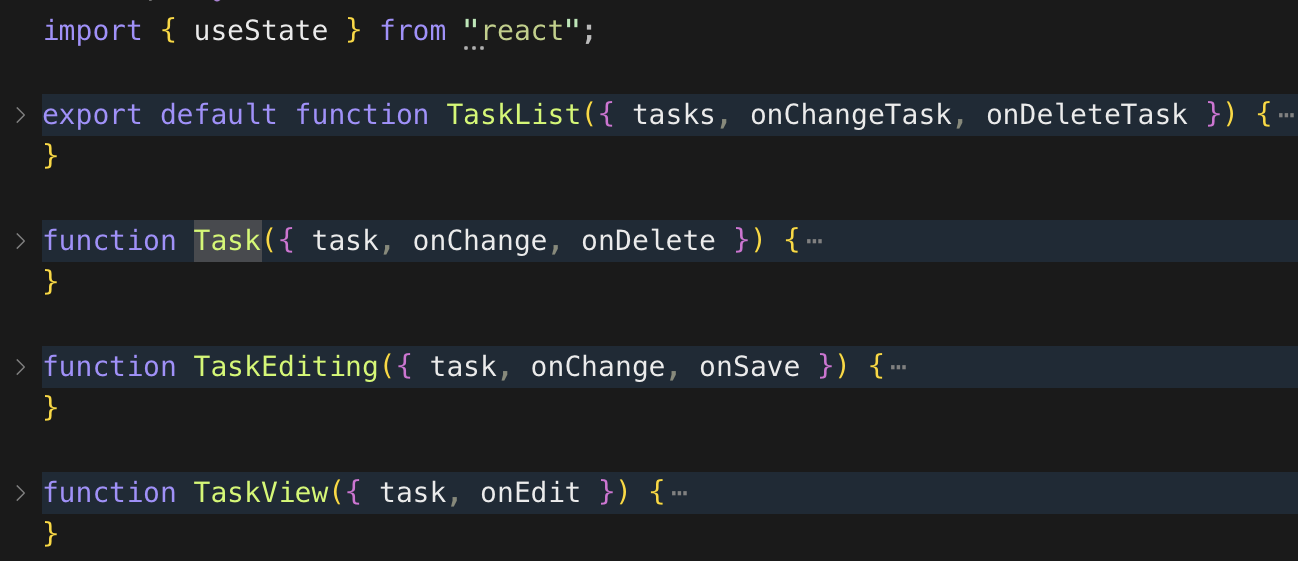 import { useState } from "react";
export default function TaskList({ tasks, onChangeTask, onDeleteTask }) {⋯
}
function Task({ task, onChange, onDelete }) {⋯
}
function TaskEditing({ task, onChange, onSave }) {⋯
}
function TaskView({ task, onEdit }) {⋯
}